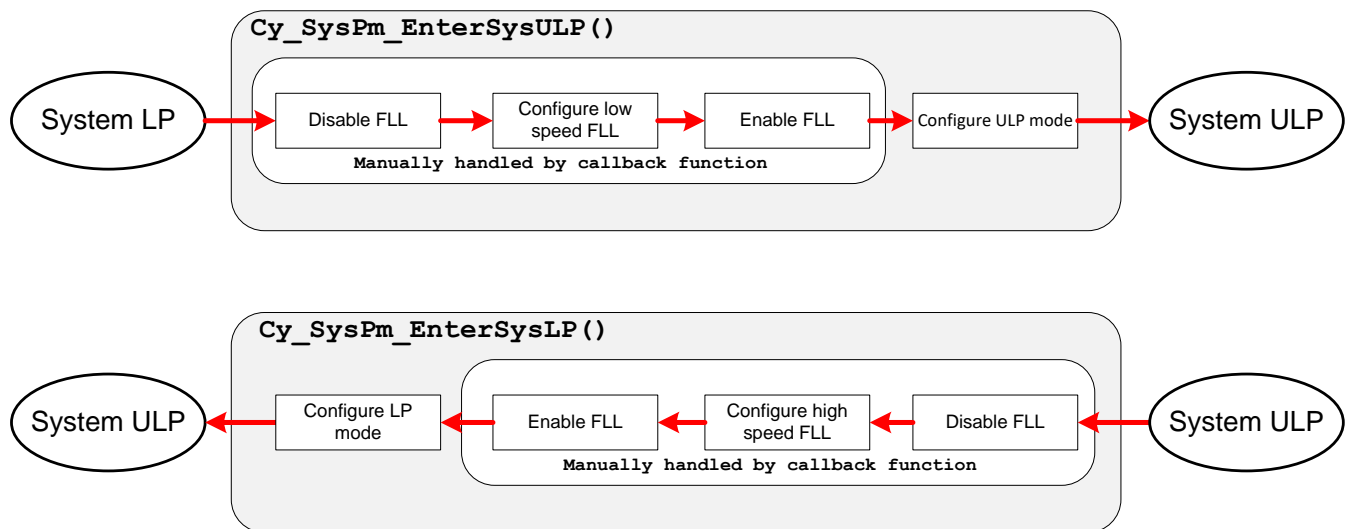 Cy_SysPm_EnterSysULP()
System LP
Disable FLL
Configure low
speed FLL
Enable FLL
Configure ULP mode
System ULP
Manually handled by callback function
Cy_SysPm_EnterSysLP()
System ULP
Configure LP
mode
Enable FLL
Configure high
speed FLL
Disable FLL
System ULP
Manually handled by callback function